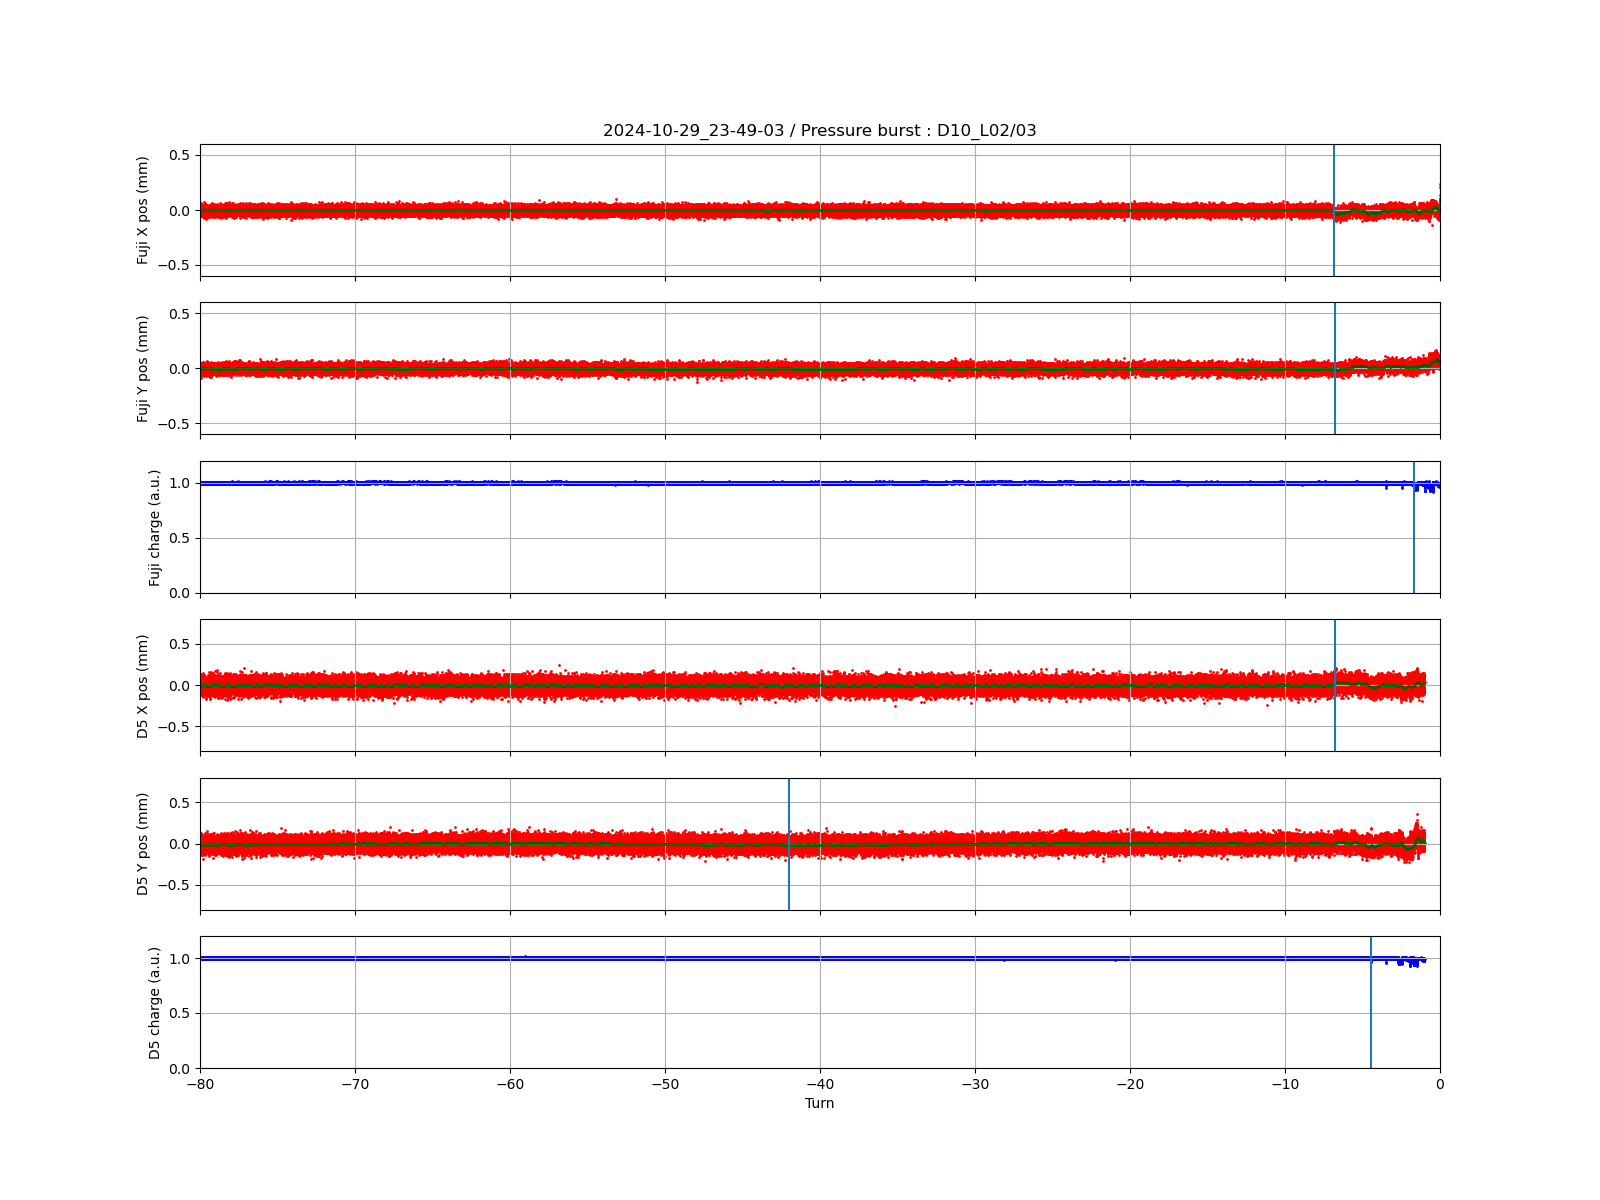 2024-10-29_23-49-03 / Pressure burst : D10_L02/03
Fuji X pos (mm)
0.5
0.0
−0.5
Fuji Y pos (mm)
0.5
0.0
−0.5
Fuji charge (a.u.)
1.0
0.5
0.0
D5 X pos (mm)
0.5
0.0
−0.5
D5 Y pos (mm)
0.5
0.0
−0.5
D5 charge (a.u.)
1.0
0.5
0.0
−80 −70 −60 −50 −40 −30 −20 −10 0
Turn